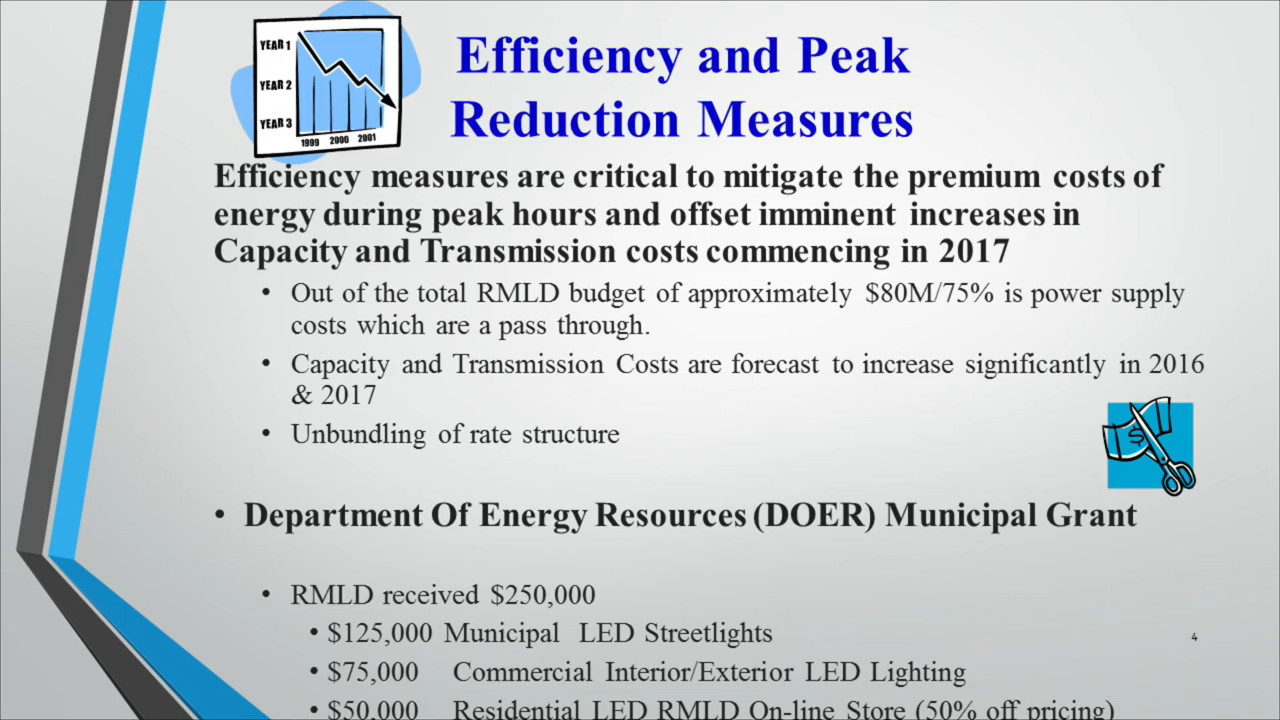 YEAR 1
YEAR 2
YEAR 3
1999 2000 2001
Efficiency and Peak
Reduction Measures
Efficiency measures are critical to mitigate the premium costs of
energy during peak hours and offset imminent increases in
Capacity and Transmission costs commencing in 2017
• Out of the total RMLD budget of approximately $80M/75% is power supply
costs which are a pass through.
• Capacity and Transmission Costs are forecast to increase significantly in 2016
& 2017
• Unbundling of rate structure
$
• Department Of Energy Resources (DOER) Municipal Grant
• RMLD received $250,000
• $125,000 Municipal LED Streetlights
4
• $75,000 Commercial Interior/Exterior LED Lighting
• $50,000 Residential LED RMLD On-line Store (50% off pricing)